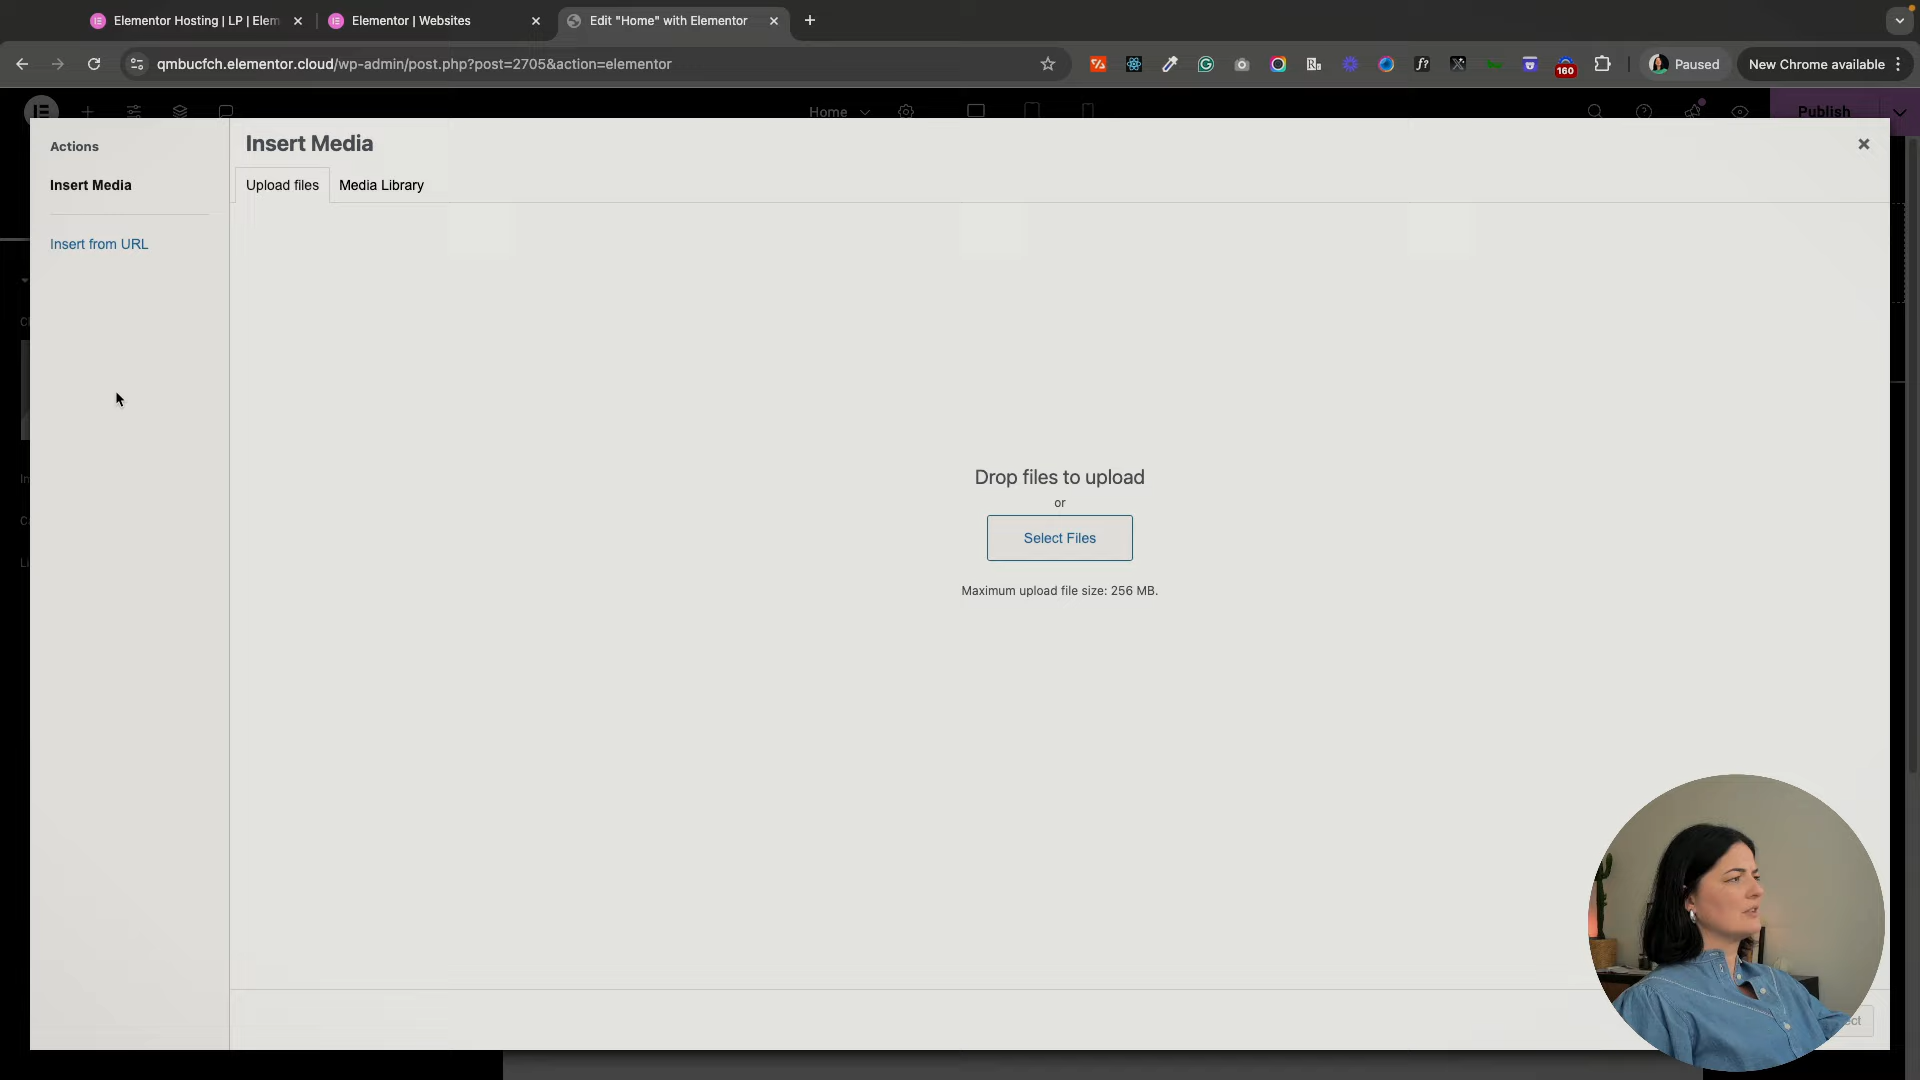 Elementor Hosting | LP | Elem
Elementor | Websites
Edit "Home" with Elementor
qmbucfch.elementor.cloud/wp-admin/post.php?post=2705&action=elementor
160
Paused
New Chrome available
Home
Publish
Actions
Insert Media
Insert from URL
Insert Media
Upload files
Media Library
Drop files to upload
or
Select Files
Maximum upload file size: 256 MB.